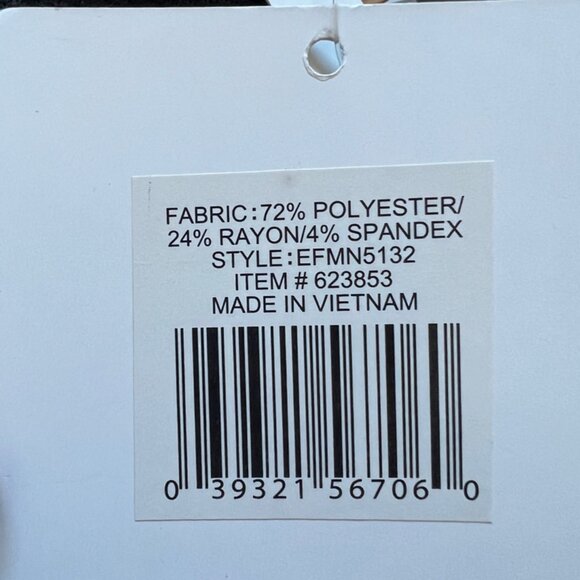 FABRIC:72% POLYESTER/
24% RAYON/4% SPANDEX
STYLE:EFMN5132
ITEM # 623853
MADE IN VIETNAM
0 39321 56706 0